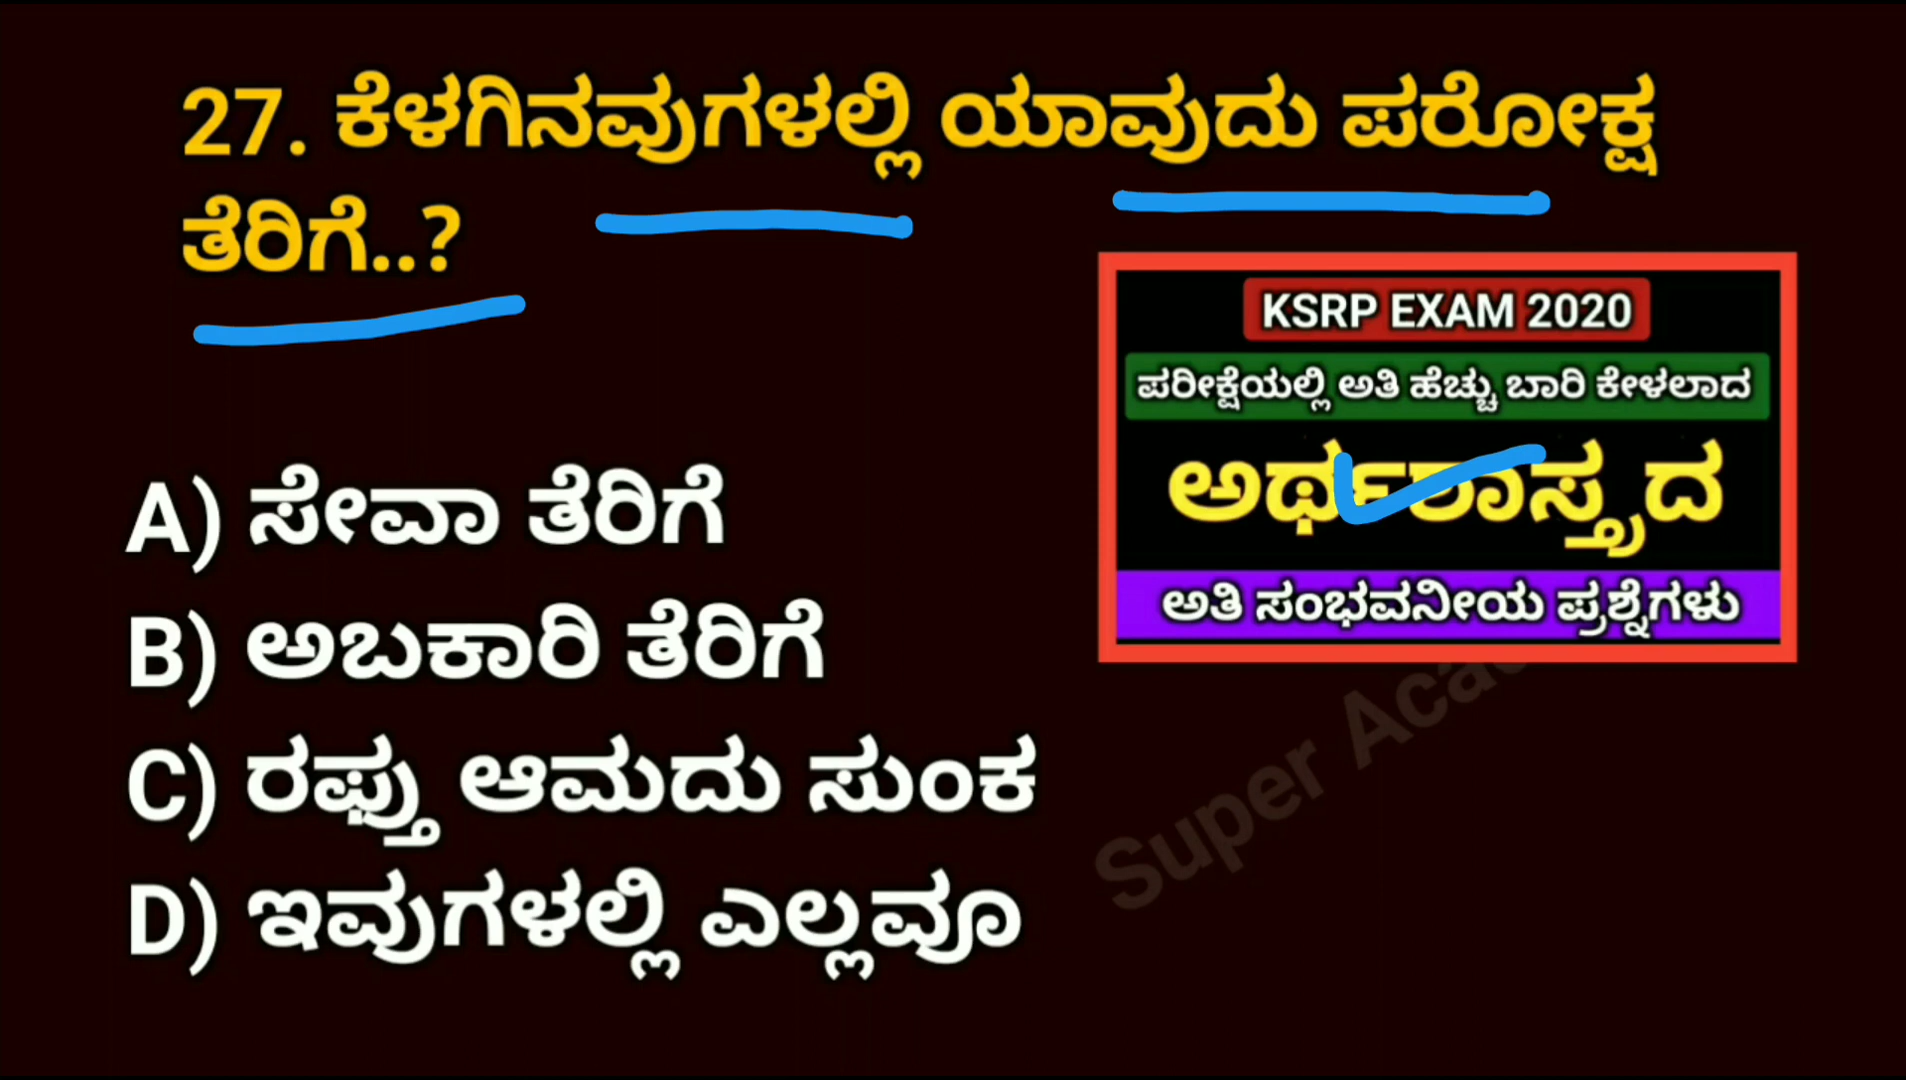 27. ಕೆಳಗಿನವುಗಳಲ್ಲಿ ಯಾವುದು ಪರೋಕ್ಷ
ತೆರಿಗೆ..?
KSRP EXAM 2020
ಪರೀಕ್ಷೆಯಲ್ಲಿ ಅತಿ ಹೆಚ್ಚು ಬಾರಿ ಕೇಳಲಾದ
ಅರ್ಥಶಾಸ್ತ್ರದ
ಅತಿ ಸಂಭವನೀಯ ಪ್ರಶ್ನೆಗಳು
A) ಸೇವಾ ತೆರಿಗೆ
B) ಅಬಕಾರಿ ತೆರಿಗೆ
C) ರಫ್ತು ಆಮದು ಸುಂಕ
D) ಇವುಗಳಲ್ಲಿ ಎಲ್ಲವೂ
Super